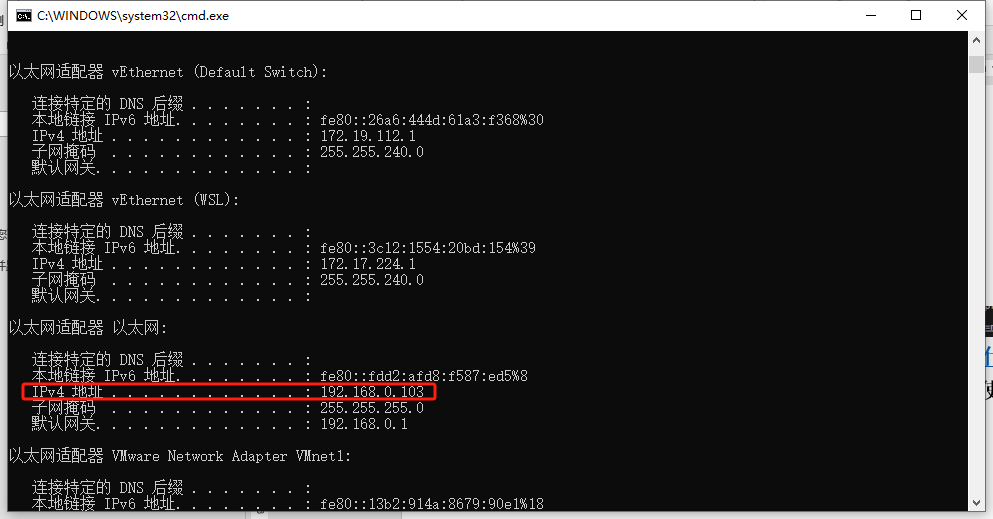 C:\WINDOWS\system32\cmd.exe
以太网适配器 vEthernet (Default Switch):
连接特定的 DNS 后缀 . . . . . . . :
本地链接 IPv6 地址. . . . . . . . : fe80::26a6:444d:61a3:f368%30
IPv4 地址 . . . . . . . . . . . . : 172.19.112.1
子网掩码 . . . . . . . . . . . . : 255.255.240.0
默认网关. . . . . . . . . . . . . :
以太网适配器 vEthernet (WSL):
连接特定的 DNS 后缀 . . . . . . . :
本地链接 IPv6 地址. . . . . . . . : fe80::3c12:1554:20bd:154%39
IPv4 地址 . . . . . . . . . . . . : 172.17.224.1
子网掩码 . . . . . . . . . . . . : 255.255.240.0
默认网关. . . . . . . . . . . . . :
以太网适配器 以太网:
连接特定的 DNS 后缀 . . . . . . . :
本地链接 IPv6 地址. . . . . . . . : fe80::fdd2:afd8:f587:ed5%8
IPv4 地址 . . . . . . . . . . . . : 192.168.0.103
子网掩码 . . . . . . . . . . . . : 255.255.255.0
默认网关. . . . . . . . . . . . . : 192.168.0.1
以太网适配器 VMware Network Adapter VMnet1:
连接特定的 DNS 后缀 . . . . . . . :
本地链接 IPv6 地址. . . . . . . . : fe80::13b2:914a:8679:90e1%18